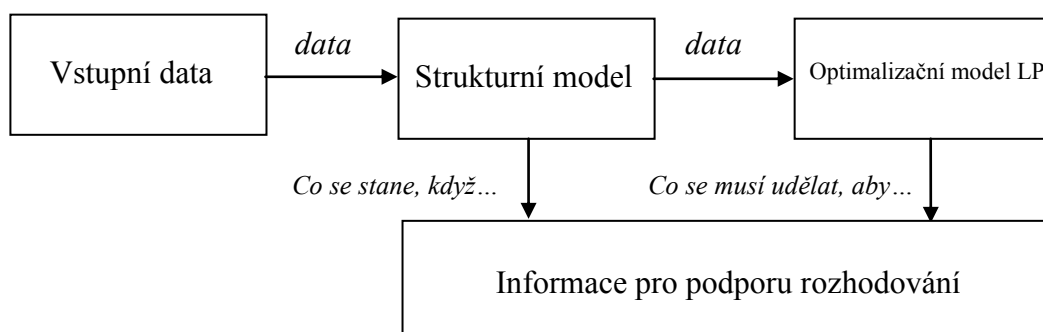 data
data
Vstupní data
Strukturní model
Optimalizační model LP
Co se stane, když…
Co se musí udělat, aby…
Informace pro podporu rozhodování